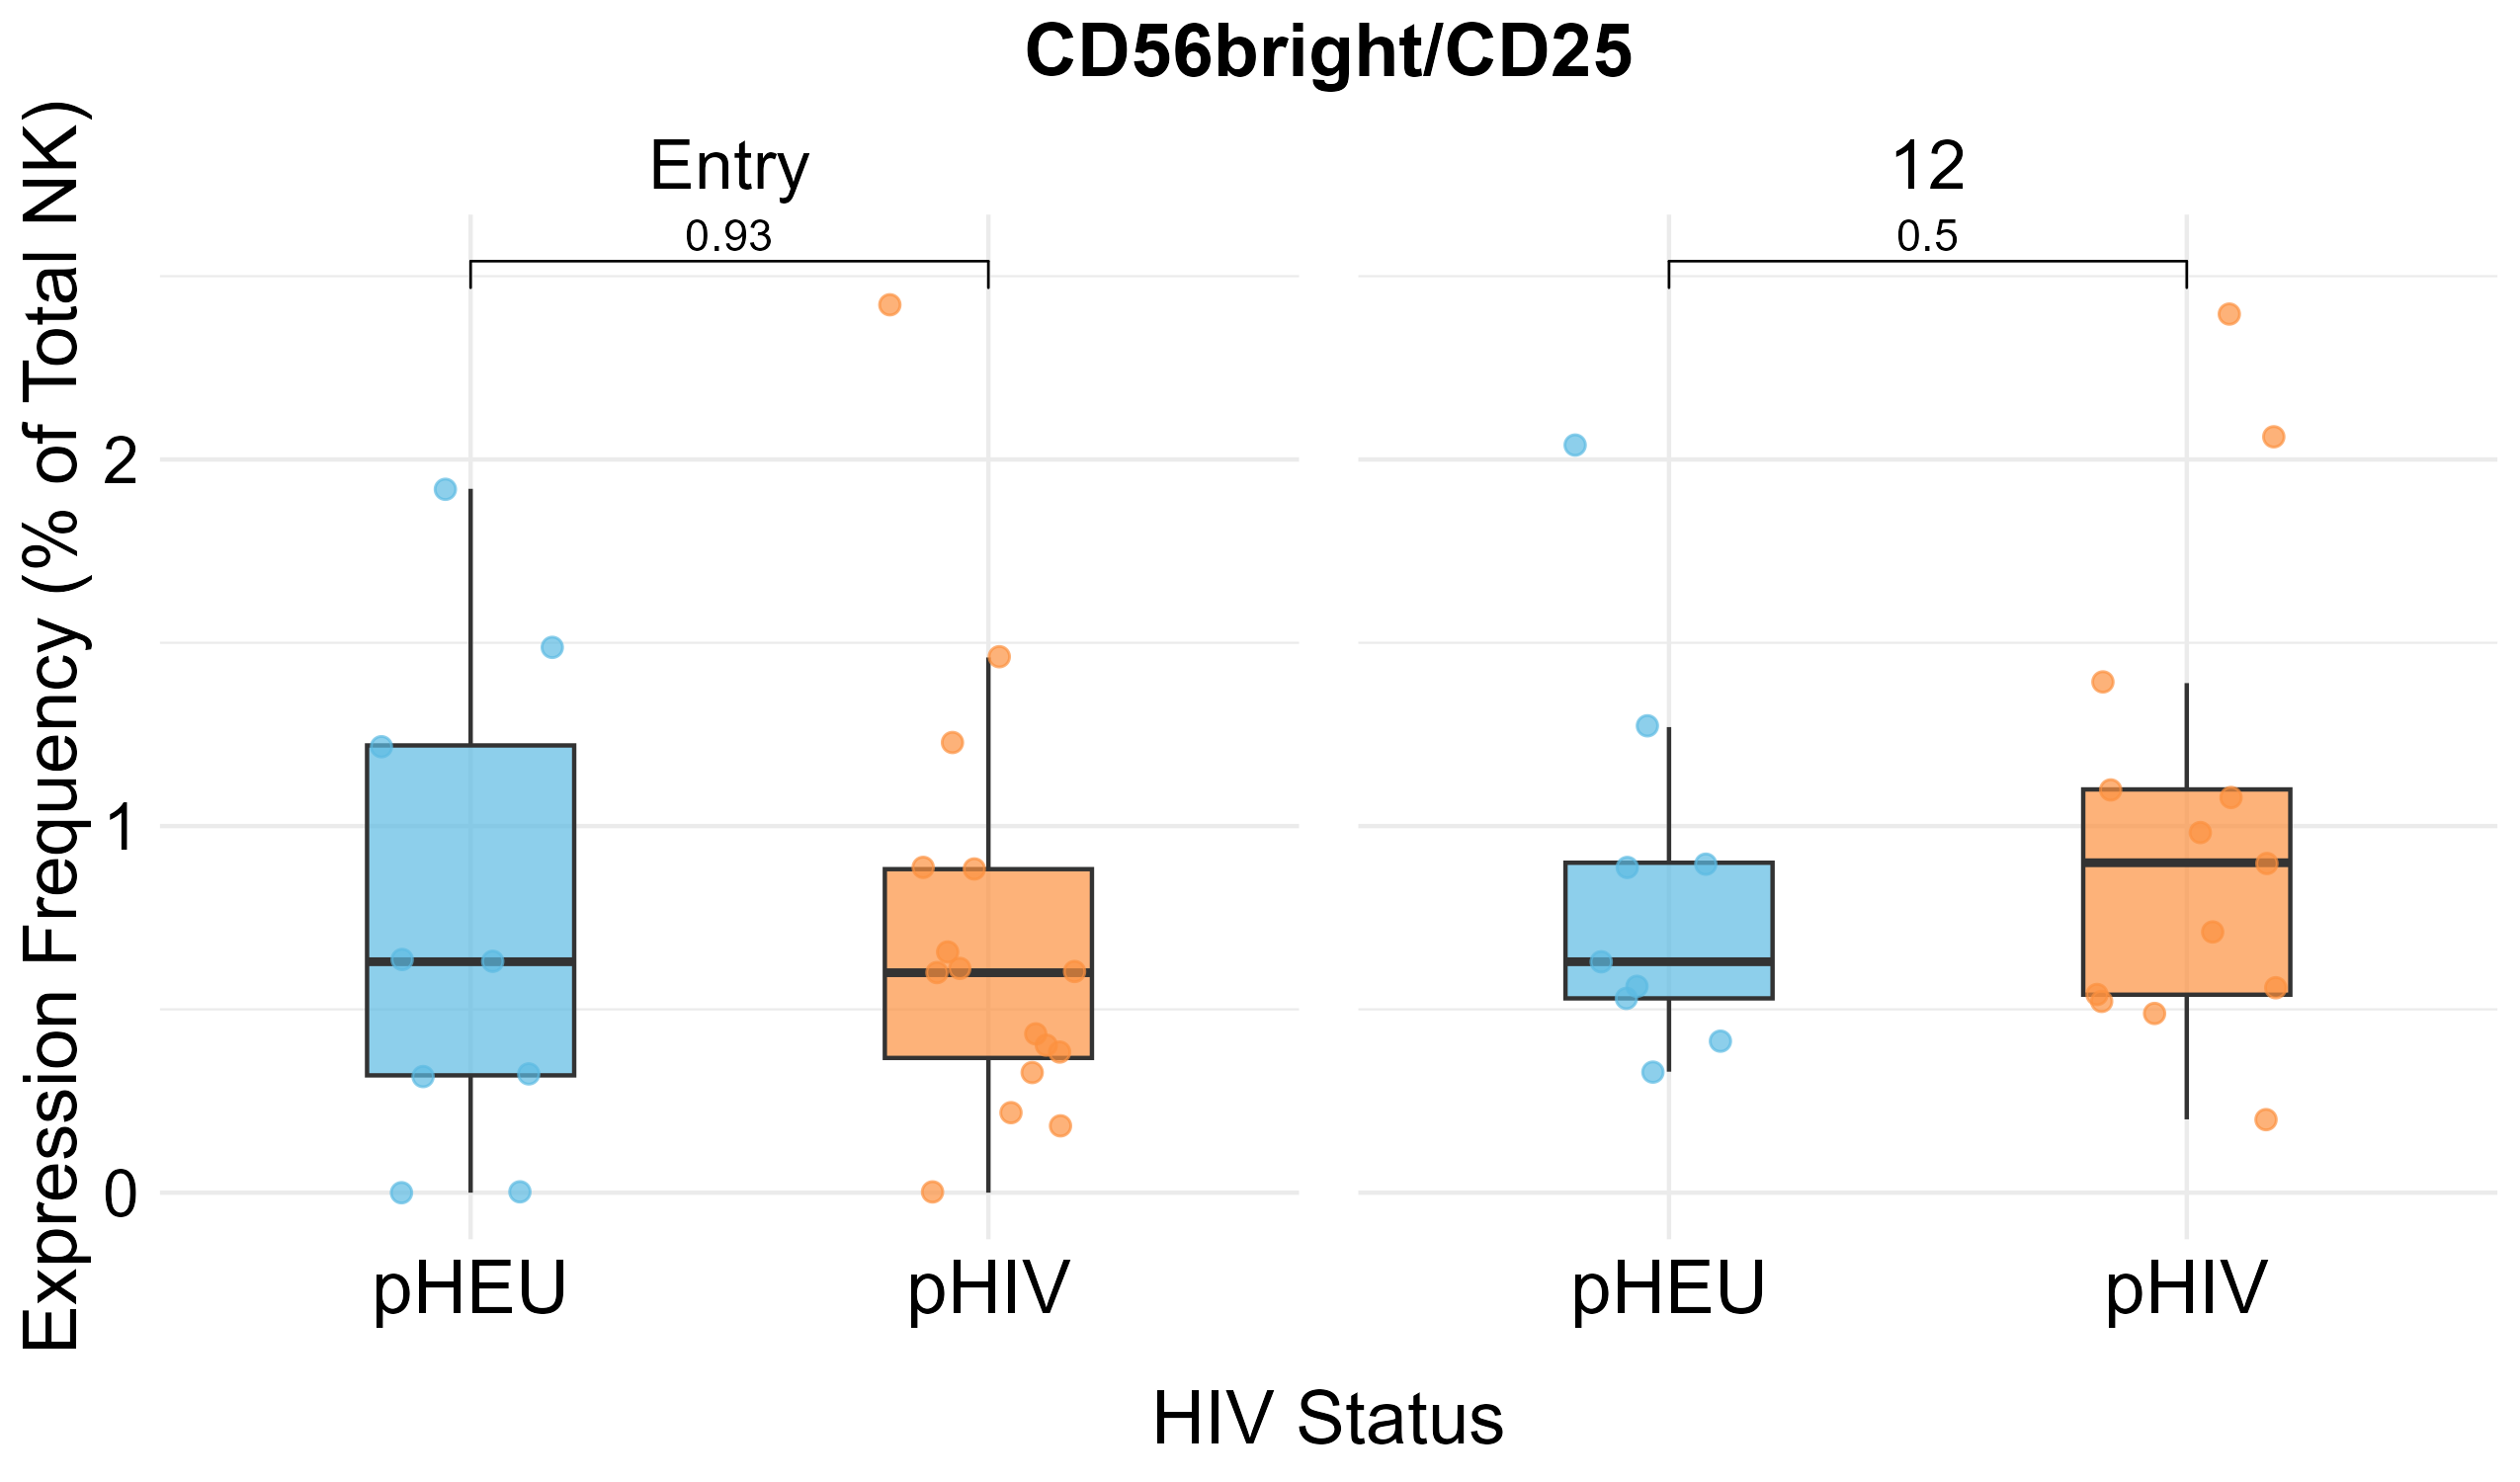 CD56bright/CD25
Entry
12
0.93
0.5
Expression Frequency (% of Total NK)
2
1
0
pHEU
pHIV
pHEU
pHIV
HIV Status